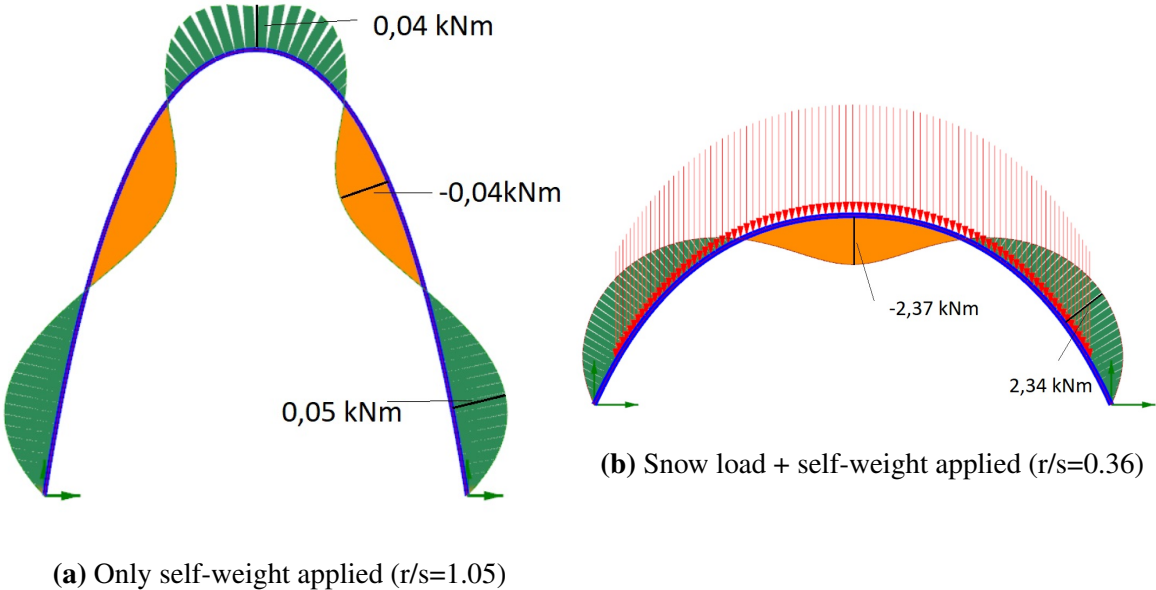 0,04 kNm
-0,04kNm
0,05 kNm
(a) Only self-weight applied (r/s=1.05)
-2,37 kNm
2,34 kNm
(b) Snow load + self-weight applied (r/s=0.36)